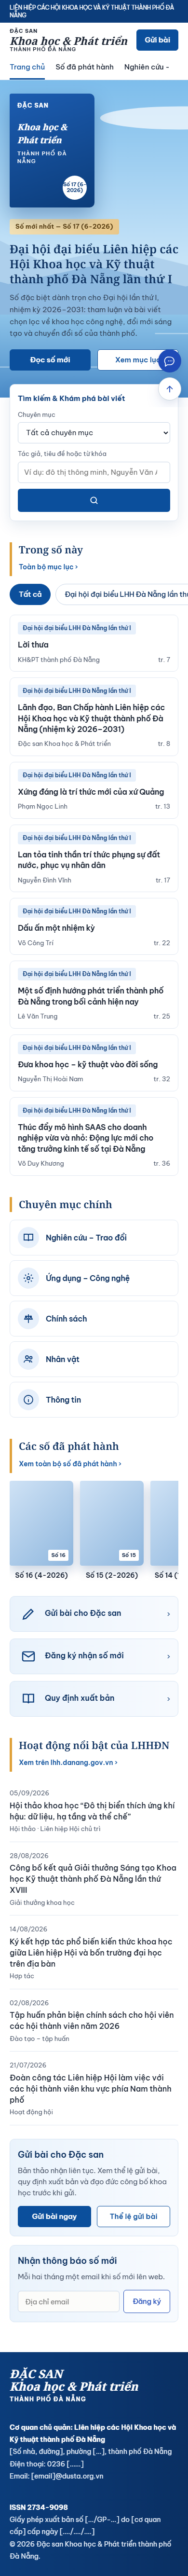 LIÊN HIỆP CÁC HỘI KHOA HỌC VÀ KỸ THUẬT THÀNH PHỐ ĐÀ
NẴNG
ĐẶC SAN
Khoa học & Phát triển
THÀNH PHỐ ĐÀ NẴNG
Gửi bài
Trang chủ
Số đã phát hành
Nghiên cứu -
ĐẶC SAN
Khoa học &
Phát triển
THÀNH PHỐ ĐÀ
NẴNG
Số 17 (6-
2026)
Số mới nhất — Số 17 (6-2026)
Đại hội đại biểu Liên hiệp các
Hội Khoa học và Kỹ thuật
thành phố Đà Nẵng lần thứ I
Số đặc biệt dành trọn cho Đại hội lần thứ I,
nhiệm kỳ 2026–2031: tham luận và bài viết
chọn lọc về khoa học công nghệ, đổi mới sáng
tạo và chuyển đổi số của thành phố.
Đọc số mới
Xem mục lục
Tìm kiếm & Khám phá bài viết
Chuyên mục
Tất cả chuyên mục
Tác giả, tiêu đề hoặc từ khóa
Ví dụ: đô thị thông minh, Nguyễn Văn A
Trong số này
Toàn bộ mục lục ›
Tất cả
Đại hội đại biểu LHH Đà Nẵng lần thứ
Đại hội đại biểu LHH Đà Nẵng lần thứ I
Lời thưa
KH&PT thành phố Đà Nẵng
tr. 7
Đại hội đại biểu LHH Đà Nẵng lần thứ I
Lãnh đạo, Ban Chấp hành Liên hiệp các
Hội Khoa học và Kỹ thuật thành phố Đà
Nẵng (nhiệm kỳ 2026–2031)
Đặc san Khoa học & Phát triển
tr. 8
Đại hội đại biểu LHH Đà Nẵng lần thứ I
Xứng đáng là trí thức mới của xứ Quảng
Phạm Ngọc Linh
tr. 13
Đại hội đại biểu LHH Đà Nẵng lần thứ I
Lan tỏa tinh thần trí thức phụng sự đất
nước, phục vụ nhân dân
Nguyễn Đình Vĩnh
tr. 17
Đại hội đại biểu LHH Đà Nẵng lần thứ I
Dấu ấn một nhiệm kỳ
Võ Công Trí
tr. 22
Đại hội đại biểu LHH Đà Nẵng lần thứ I
Một số định hướng phát triển thành phố
Đà Nẵng trong bối cảnh hiện nay
Lê Văn Trung
tr. 25
Đại hội đại biểu LHH Đà Nẵng lần thứ I
Đưa khoa học – kỹ thuật vào đời sống
Nguyễn Thị Hoài Nam
tr. 32
Đại hội đại biểu LHH Đà Nẵng lần thứ I
Thúc đẩy mô hình SAAS cho doanh
nghiệp vừa và nhỏ: Động lực mới cho
tăng trưởng kinh tế số tại Đà Nẵng
Võ Duy Khương
tr. 36
Chuyên mục chính
Nghiên cứu – Trao đổi
Ứng dụng – Công nghệ
Chính sách
Nhân vật
Thông tin
Các số đã phát hành
Xem toàn bộ số đã phát hành ›
Số 16
Số 15
Số 16 (4-2026)
Số 15 (2-2026)
Số 14 (1
Gửi bài cho Đặc san
›
Đăng ký nhận số mới
›
Quy định xuất bản
›
Hoạt động nổi bật của LHHĐN
Xem trên lhh.danang.gov.vn ›
05/09/2026
Hội thảo khoa học “Đô thị biển thích ứng khí
hậu: dữ liệu, hạ tầng và thể chế”
Hội thảo · Liên hiệp Hội chủ trì
28/08/2026
Công bố kết quả Giải thưởng Sáng tạo Khoa
học Kỹ thuật thành phố Đà Nẵng lần thứ
XVIII
Giải thưởng khoa học
14/08/2026
Ký kết hợp tác phổ biến kiến thức khoa học
giữa Liên hiệp Hội và bốn trường đại học
trên địa bàn
Hợp tác
02/08/2026
Tập huấn phản biện chính sách cho hội viên
các hội thành viên năm 2026
Đào tạo – tập huấn
21/07/2026
Đoàn công tác Liên hiệp Hội làm việc với
các hội thành viên khu vực phía Nam thành
phố
Hoạt động hội
Gửi bài cho Đặc san
Bản thảo nhận liên tục. Xem thể lệ gửi bài,
quy định xuất bản và đạo đức công bố khoa
học trước khi gửi.
Gửi bài ngay
Thể lệ gửi bài
Nhận thông báo số mới
Mỗi hai tháng một email khi số mới lên web.
Địa chỉ email
Đăng ký
ĐẶC SAN
Khoa học & Phát triển
THÀNH PHỐ ĐÀ NẴNG
Cơ quan chủ quản: Liên hiệp các Hội Khoa học và
Kỹ thuật thành phố Đà Nẵng
[Số nhà, đường], phường [...], thành phố Đà Nẵng
Điện thoại: 0236 [......]
Email: [email]@dusta.org.vn
ISSN 2734-9098
Giấy phép xuất bản số [.../GP-...] do [cơ quan
cấp] cấp ngày [..../..../....]
© 2026 Đặc san Khoa học & Phát triển thành phố
Đà Nẵng.